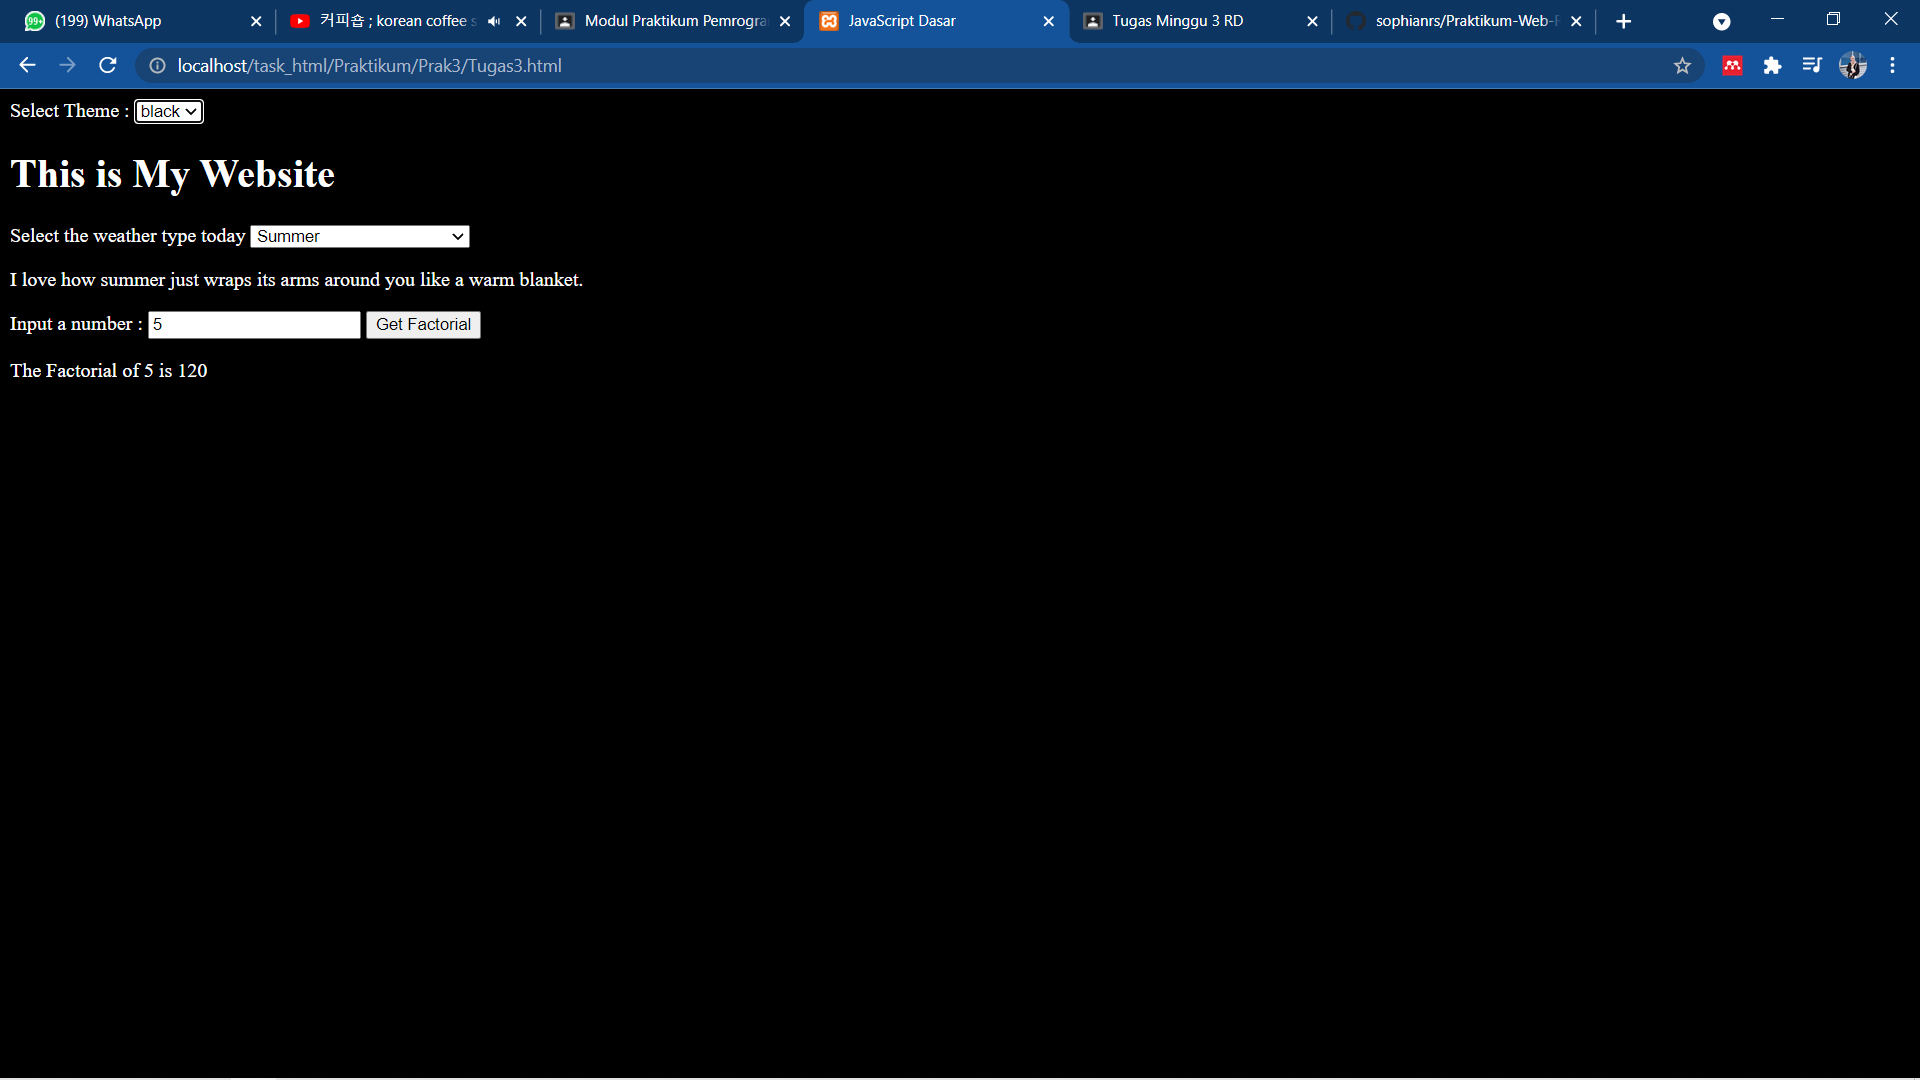 99+ (199) WhatsApp
커피숍 ; korean coffee s
Modul Praktikum Pemrogra
JavaScript Dasar
Tugas Minggu 3 RD
sophianrs/Praktikum-Web-P
localhost/task_html/Praktikum/Prak3/Tugas3.html
Select Theme : black
This is My Website
Select the weather type today Summer
I love how summer just wraps its arms around you like a warm blanket.
Input a number : 5 Get Factorial
The Factorial of 5 is 120